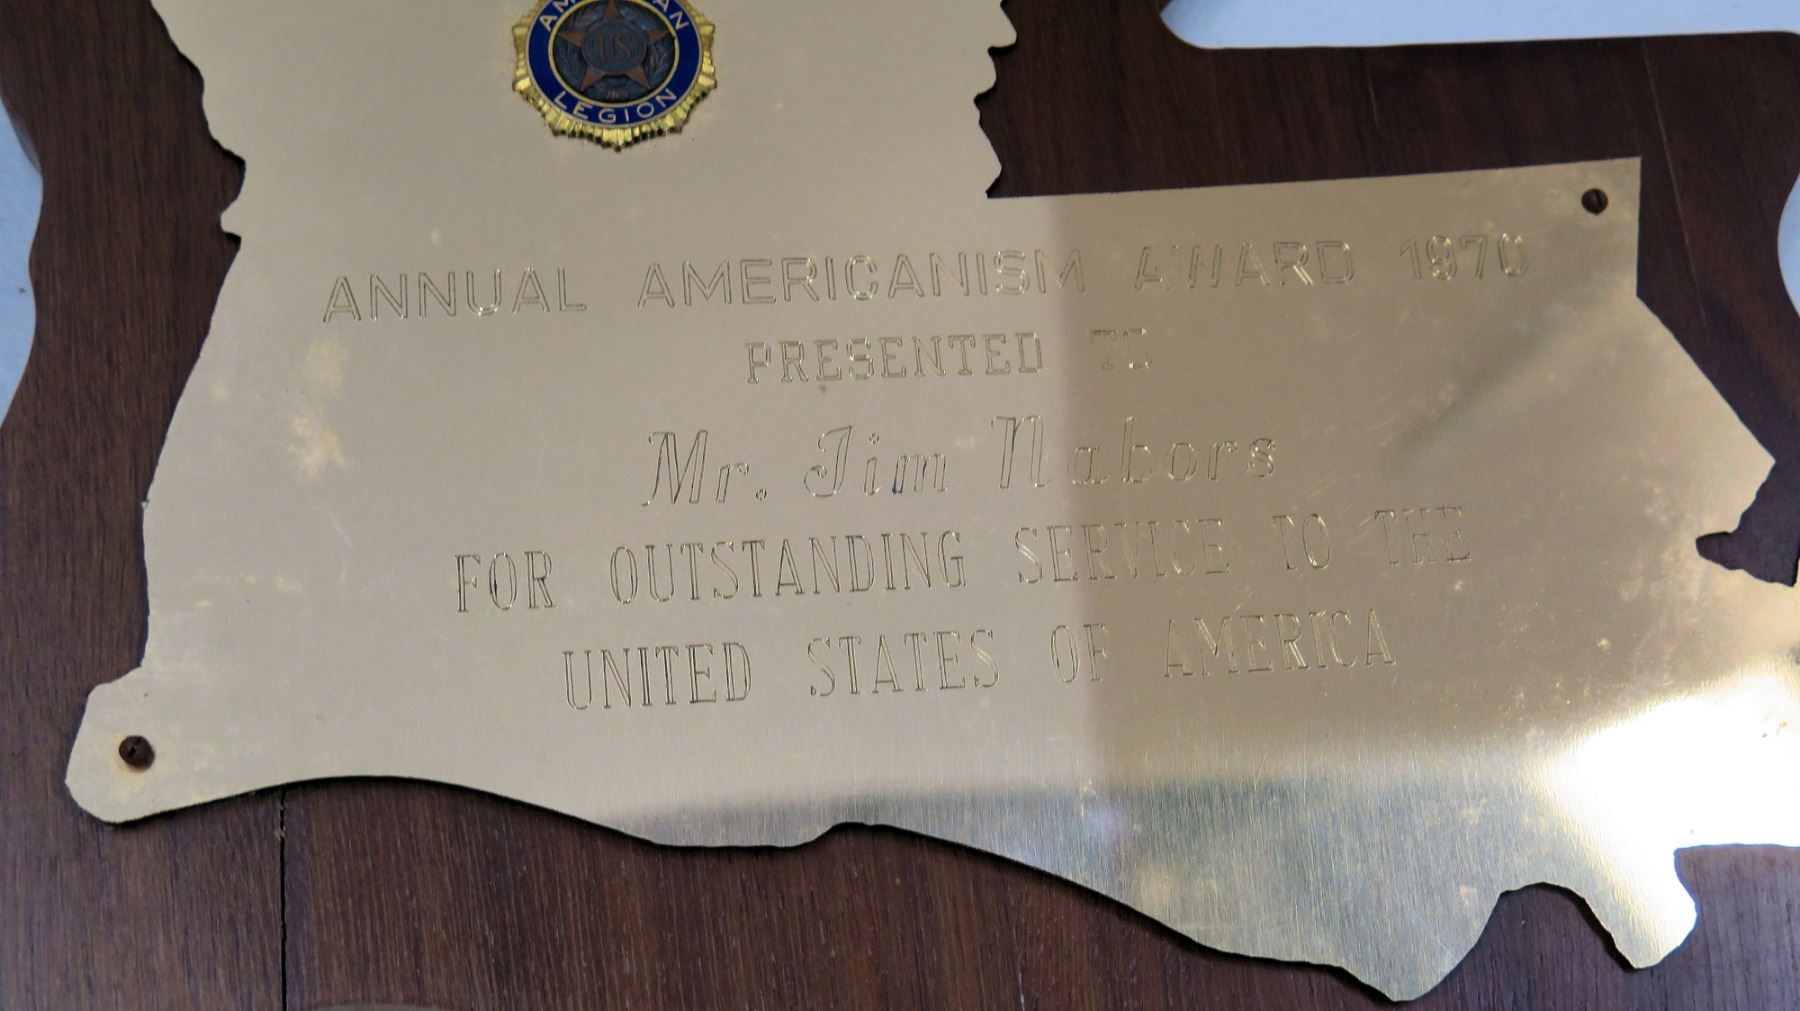 AMERICAN
US
LEGION
ANNUAL AMERICANISM AWARD 1970
PRESENTED TO
Mr. Jim Nabors
FOR OUTSTANDING SERVICE TO THE
UNITED STATES OF AMERICA